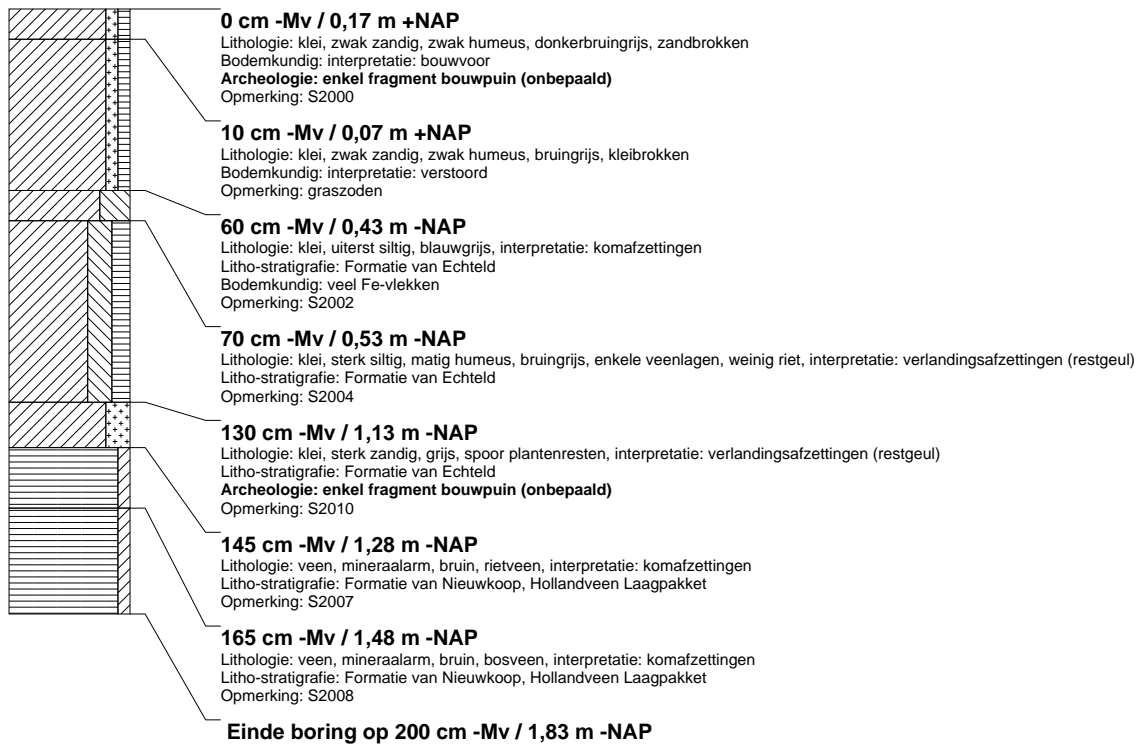 0 cm -Mv / 0,17 m +NAP
Lithologie: klei, zwak zandig, zwak humeus, donkerbruingrijs, zandbrokken
Bodemkundig: interpretatie: bouwvoor
Archeologie: enkel fragment bouwpuin (onbepaald)
Opmerking: S2000
10 cm -Mv / 0,07 m +NAP
Lithologie: klei, zwak zandig, zwak humeus, bruingrijs, kleibrokken
Bodemkundig: interpretatie: verstoord
Opmerking: graszoden
60 cm -Mv / 0,43 m -NAP
Lithologie: klei, uiterst siltig, blauwgrijs, interpretatie: komafzettingen
Litho-stratigrafie: Formatie van Echteld
Bodemkundig: veel Fe-vlekken
Opmerking: S2002
70 cm -Mv / 0,53 m -NAP
Lithologie: klei, sterk siltig, matig humeus, bruingrijs, enkele veenlagen, weinig riet, interpretatie: verlandingsafzettingen (restgeul)
Litho-stratigrafie: Formatie van Echteld
Opmerking: S2004
130 cm -Mv / 1,13 m -NAP
Lithologie: klei, sterk zandig, grijs, spoor plantenresten, interpretatie: verlandingsafzettingen (restgeul)
Litho-stratigrafie: Formatie van Echteld
Archeologie: enkel fragment bouwpuin (onbepaald)
Opmerking: S2010
145 cm -Mv / 1,28 m -NAP
Lithologie: veen, mineraalarm, bruin, rietveen, interpretatie: komafzettingen
Litho-stratigrafie: Formatie van Nieuwkoop, Hollandveen Laagpakket
Opmerking: S2007
165 cm -Mv / 1,48 m -NAP
Lithologie: veen, mineraalarm, bruin, bosveen, interpretatie: komafzettingen
Litho-stratigrafie: Formatie van Nieuwkoop, Hollandveen Laagpakket
Opmerking: S2008
Einde boring op 200 cm -Mv / 1,83 m -NAP